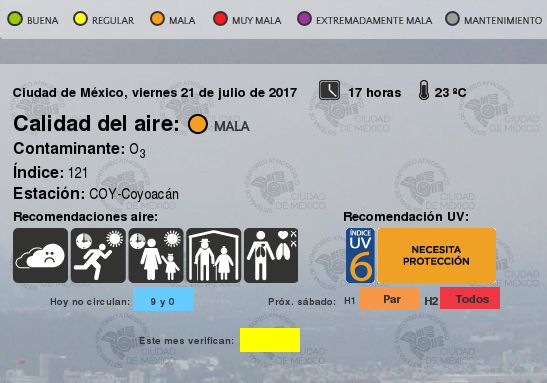 BUENA REGULAR MALA MUY MALA EXTREMADAMENTE MALA MANTENIMIENTO
Ciudad de México, viernes 21 de julio de 2017 17 horas 23 ºC
Calidad del aire: MALA
Contaminante: O3
Índice: 121
Estación: COY-Coyoacán
Recomendaciones aire: Recomendación UV:
ÍNDICE
UV
6
NECESITA
PROTECCIÓN
Hoy no circulan: 9 y 0 Próx. sábado: H1 Par H2 Todos
Este mes verifican:
CIUDAD
DE MÉXICO